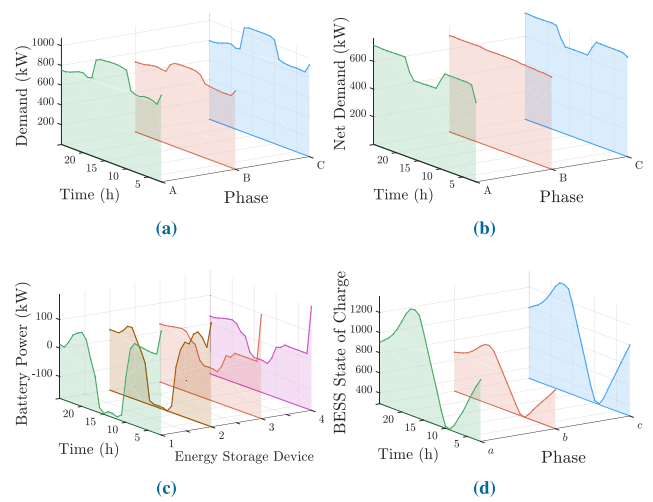 Demand (kW)
1000
800
600
400
200
20
15
10
5
Time (h)
A
B
C
Phase
(a)
Net Demand (kW)
600
400
200
20
15
10
5
Time (h)
A
B
C
Phase
(b)
Battery Power (kW)
100
0
-100
20
15
10
5
Time (h)
1
2
3
4
Energy Storage Device
(c)
BESS State of Charge
1200
1000
800
600
400
20
15
10
5
Time (h)
a
b
c
Phase
(d)